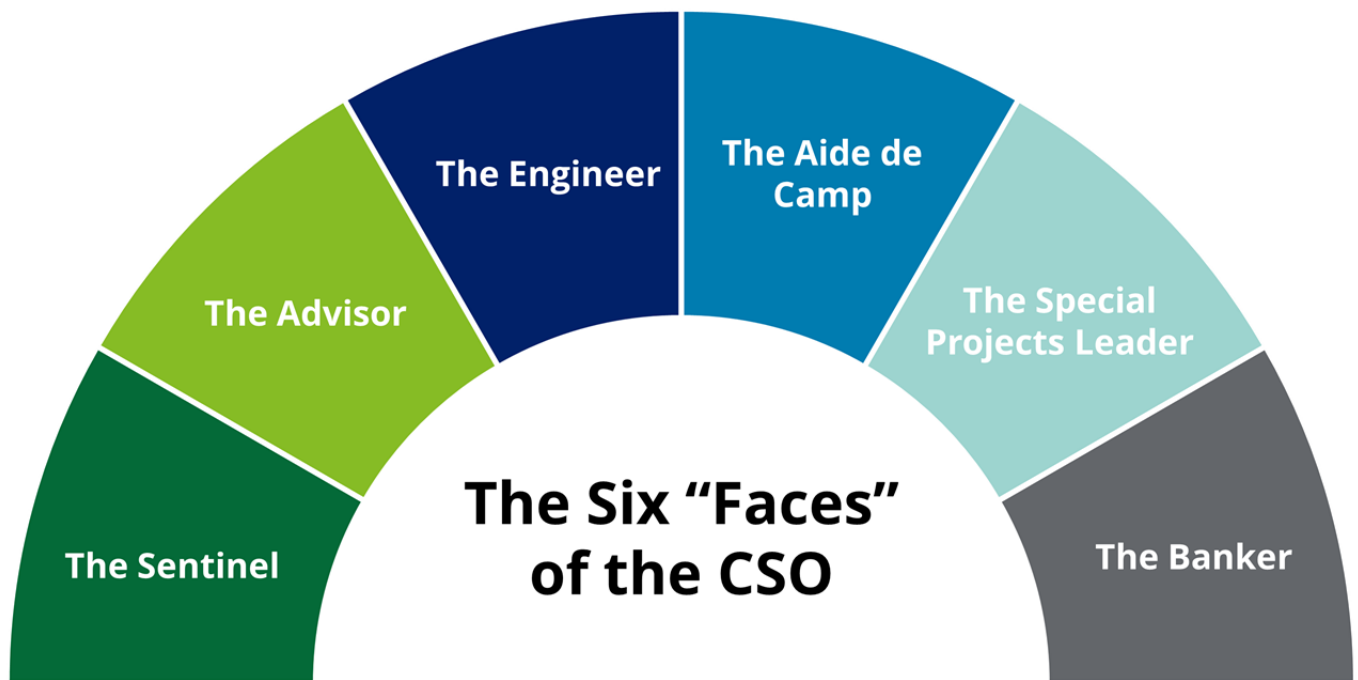 The Sentinel
The Advisor
The Engineer
The Aide de
Camp
The Special
Projects Leader
The Banker
The Six “Faces”
of the CSO